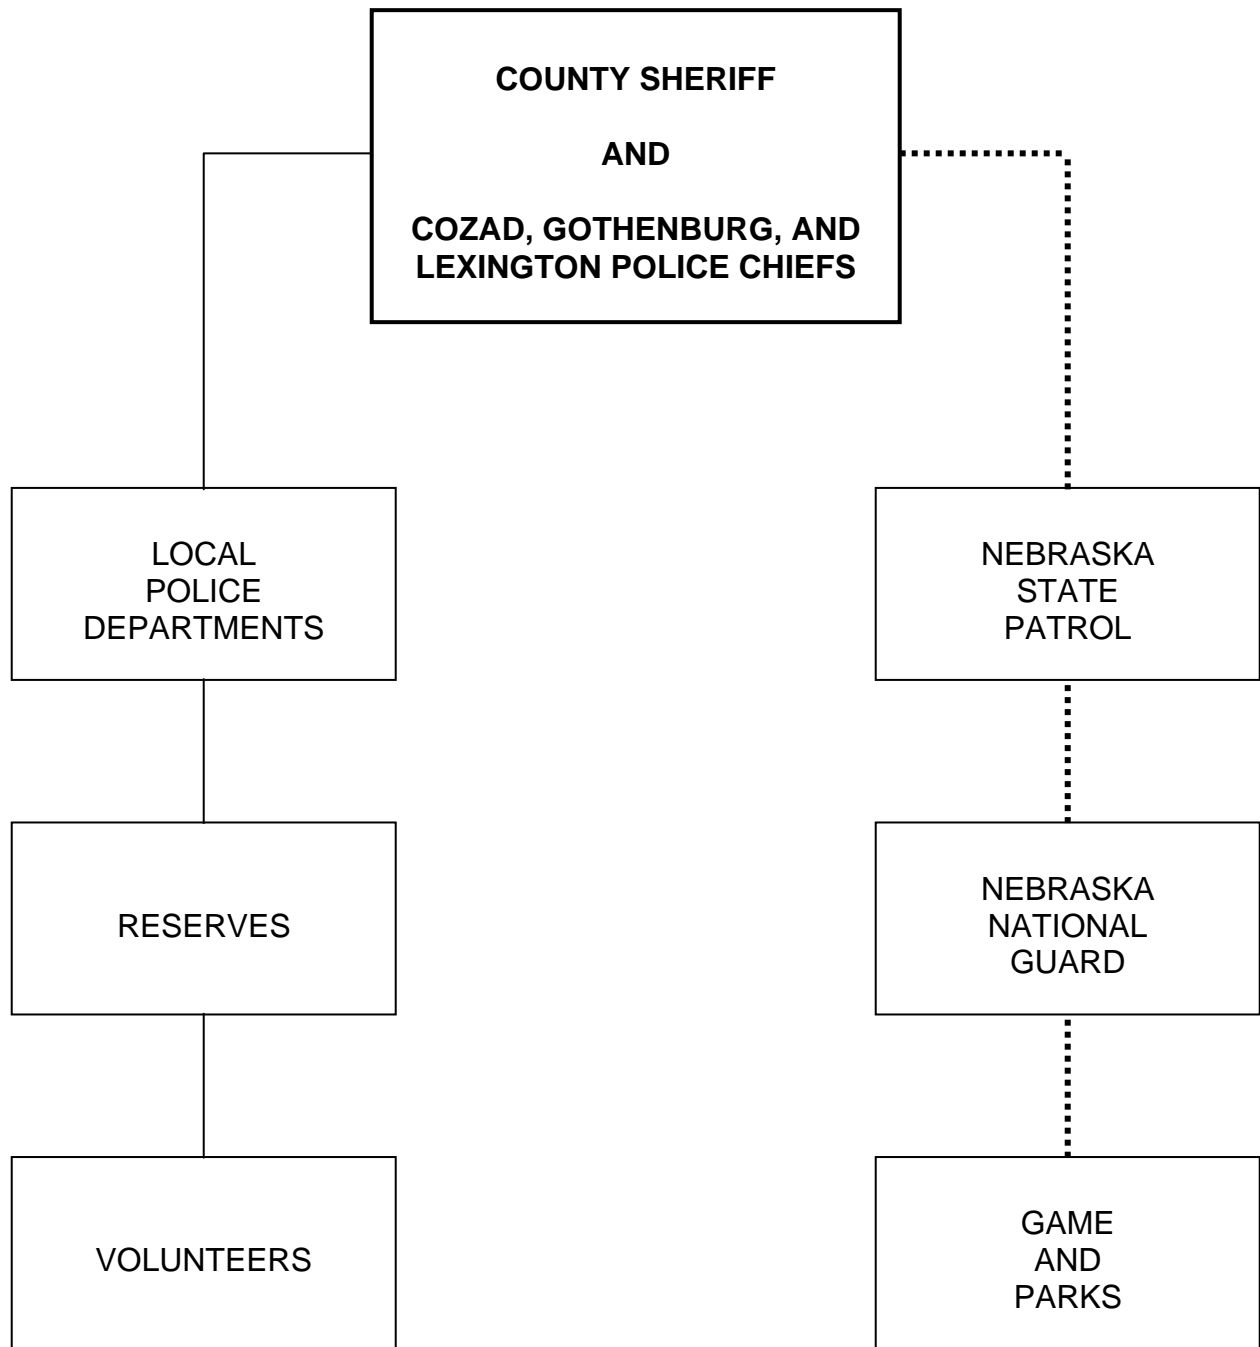 COUNTY SHERIFF
AND
COZAD, GOTHENBURG, AND
LEXINGTON POLICE CHIEFS
LOCAL
POLICE
DEPARTMENTS
NEBRASKA
STATE
PATROL
RESERVES
NEBRASKA
NATIONAL
GUARD
VOLUNTEERS
GAME
AND
PARKS